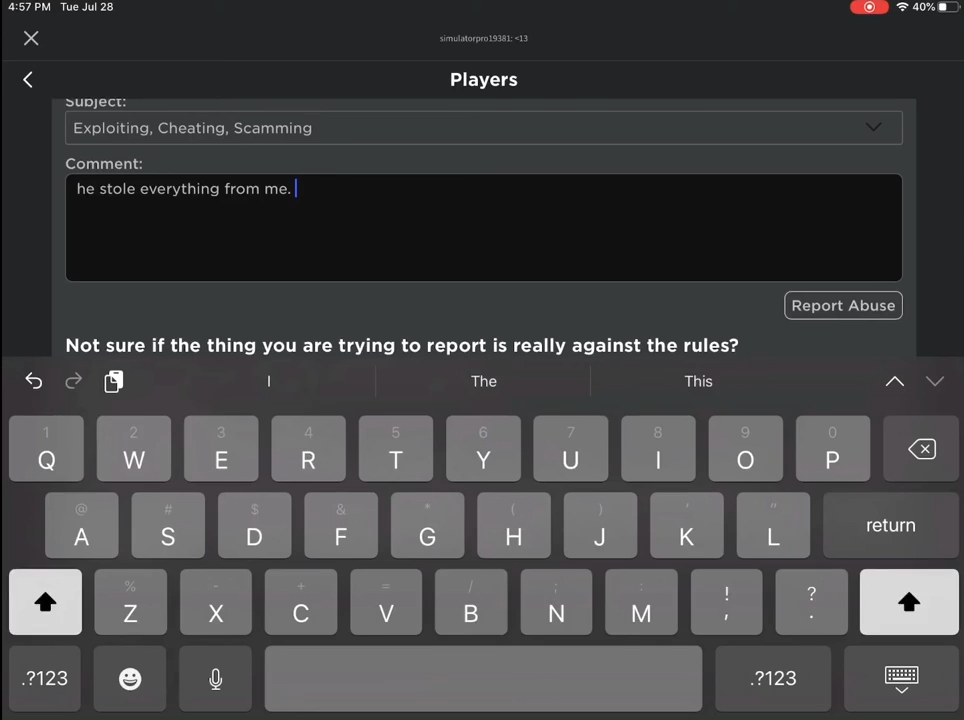 4:57 PM Tue Jul 28
40%
simulatorpro19381: <13
Players
Subject:
Exploiting, Cheating, Scamming
Comment:
he stole everything from me.
Report Abuse
Not sure if the thing you are trying to report is really against the rules?
I The This
1 2 3 4 5 6 7 8 9 0
Q W E R T Y U I O P
@ # $ & * ( ) ' "
A S D F G H J K L return
% - + = / ; : ! ?
Z X C V B N M , .
.?123 .?123